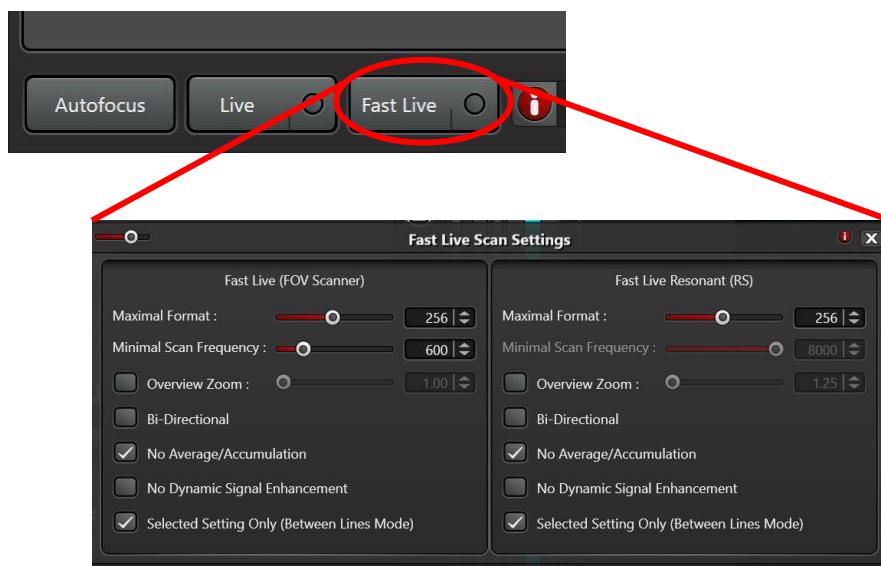 Autofocus
Live
Fast Live
Fast Live Scan Settings
Fast Live (FOV Scanner)
Maximal Format : 256
Minimal Scan Frequency : 600
Overview Zoom : 1.00
Bi-Directional
No Average/Accumulation
No Dynamic Signal Enhancement
Selected Setting Only (Between Lines Mode)
Fast Live Resonant (RS)
Maximal Format : 256
Minimal Scan Frequency : 8000
Overview Zoom : 1.25
Bi-Directional
No Average/Accumulation
No Dynamic Signal Enhancement
Selected Setting Only (Between Lines Mode)